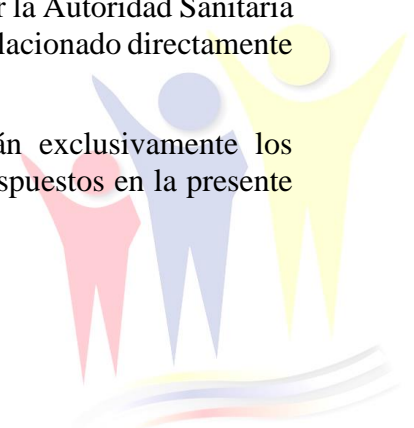 r la Autoridad Sanitaria
lacionado directamente
án exclusivamente los
spuestos en la presente